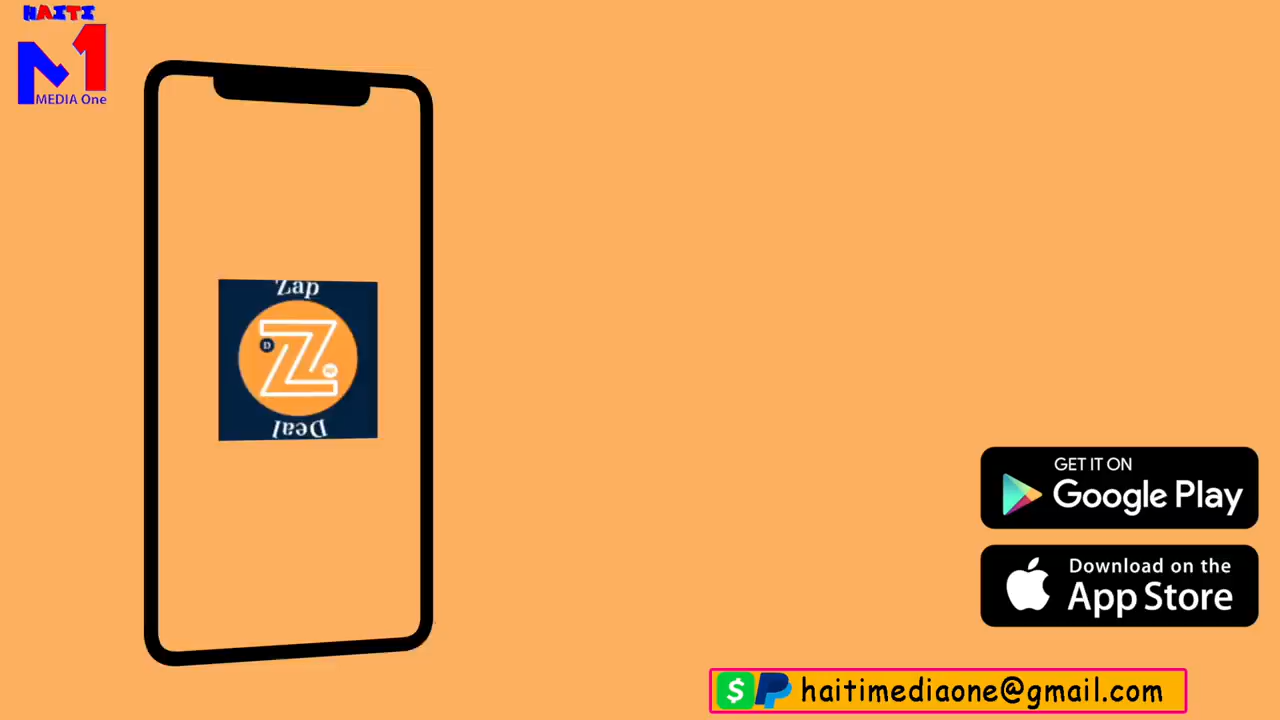 HAITI
M1
MEDIA One
Zap
D
Z
Deal
GET IT ON
Google Play
Download on the
App Store
$ haitimediaone@gmail.com